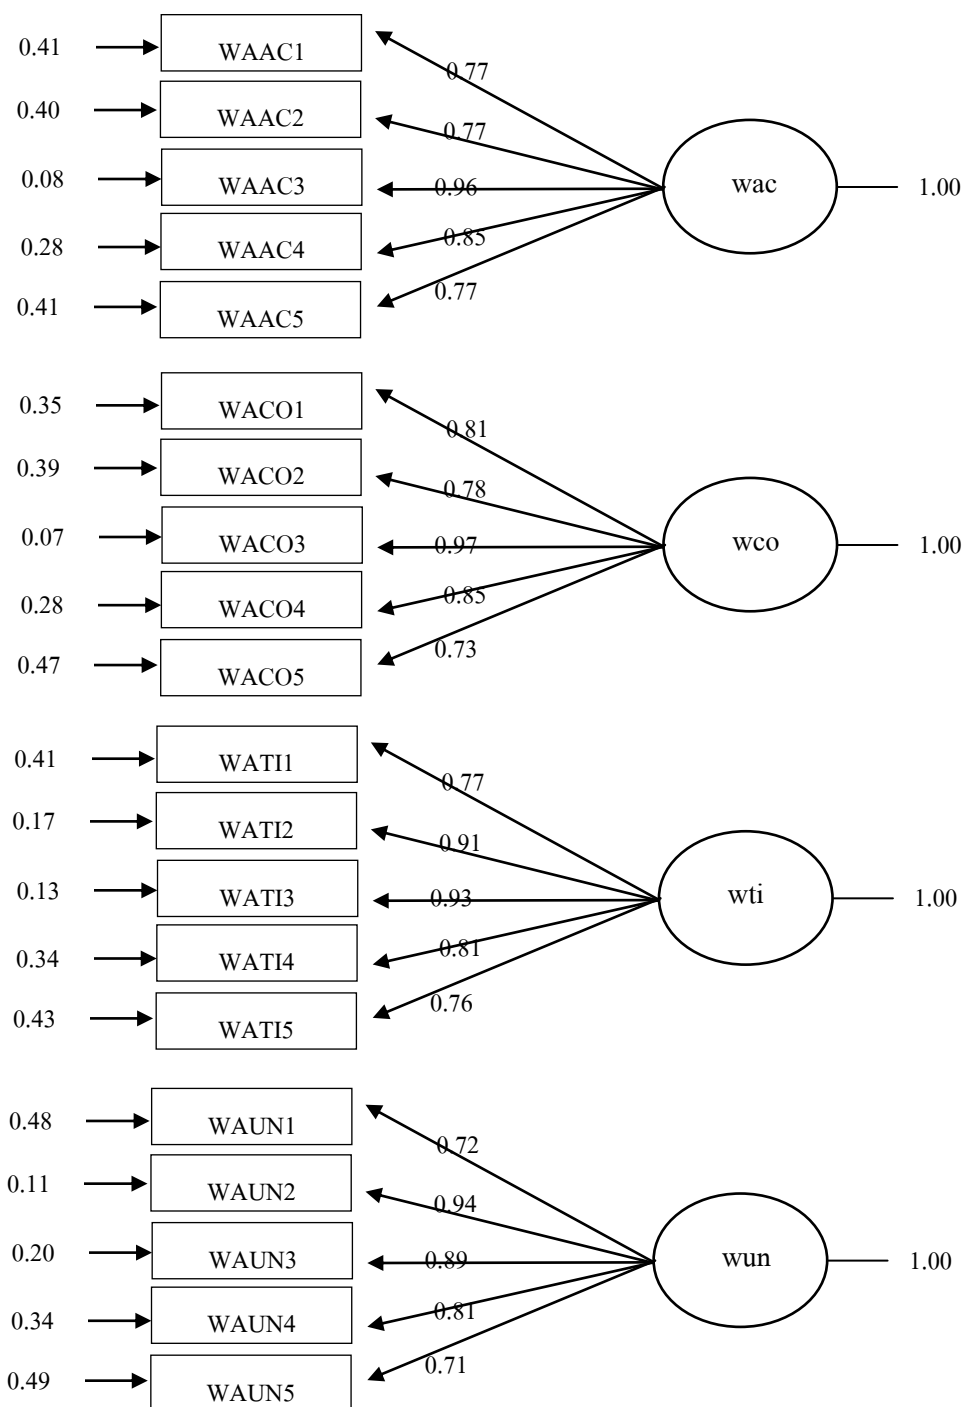 0.41 WAAC1 0.77
0.40 WAAC2 0.77
0.08 WAAC3 0.96 wac 1.00
0.28 WAAC4 0.85
0.41 WAAC5 0.77
0.35 WACO1 0.81
0.39 WACO2 0.78
0.07 WACO3 0.97 wco 1.00
0.28 WACO4 0.85
0.47 WACO5 0.73
0.41 WATI1 0.77
0.17 WATI2 0.91
0.13 WATI3 0.93 wti 1.00
0.34 WATI4 0.81
0.43 WATI5 0.76
0.48 WAUN1 0.72
0.11 WAUN2 0.94
0.20 WAUN3 0.89 wun 1.00
0.34 WAUN4 0.81
0.49 WAUN5 0.71